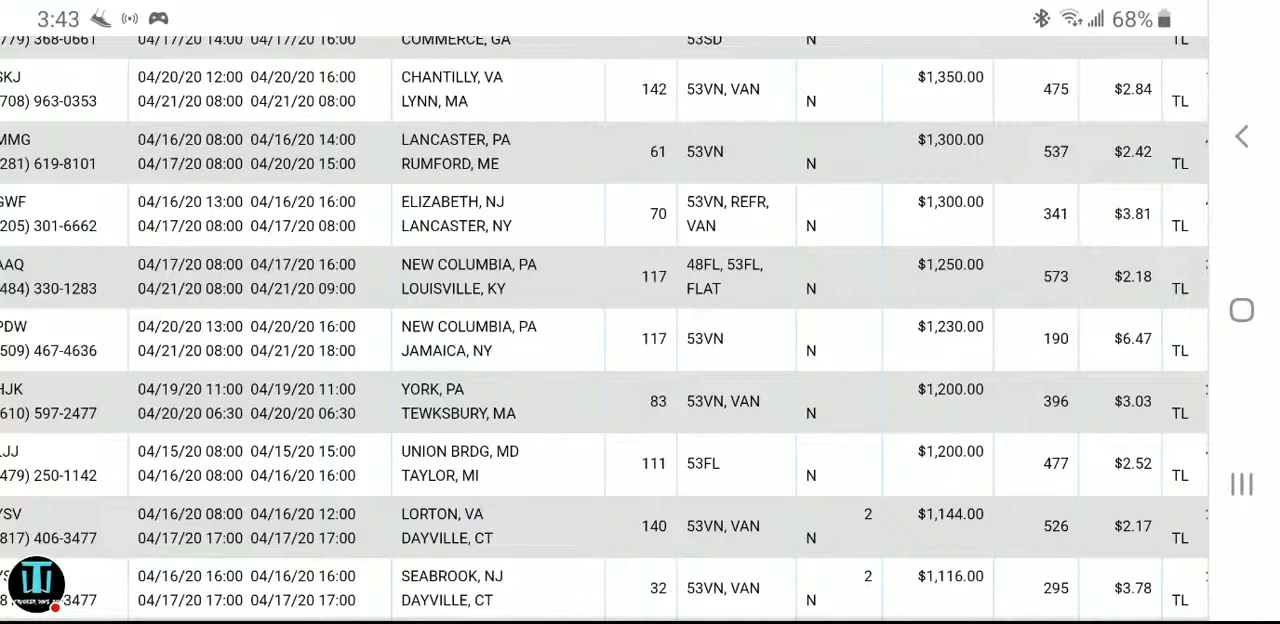 3:43 68%
779) 368-0661 04/17/20 14:00 04/17/20 16:00 COMMERCE, GA 53SD N TL
SKJ 04/20/20 12:00 04/20/20 16:00 CHANTILLY, VA 142 53VN, VAN $1,350.00 475 $2.84
708) 963-0353 04/21/20 08:00 04/21/20 08:00 LYNN, MA N TL
MMG 04/16/20 08:00 04/16/20 14:00 LANCASTER, PA 61 53VN $1,300.00 537 $2.42
281) 619-8101 04/17/20 08:00 04/20/20 15:00 RUMFORD, ME N TL
GWF 04/16/20 13:00 04/16/20 16:00 ELIZABETH, NJ 70 53VN, REFR, $1,300.00 341 $3.81
205) 301-6662 04/17/20 08:00 04/17/20 08:00 LANCASTER, NY VAN N TL
AAQ 04/17/20 08:00 04/17/20 16:00 NEW COLUMBIA, PA 117 48FL, 53FL, $1,250.00 573 $2.18
484) 330-1283 04/21/20 08:00 04/21/20 09:00 LOUISVILLE, KY FLAT N TL
PDW 04/20/20 13:00 04/20/20 16:00 NEW COLUMBIA, PA 117 53VN $1,230.00 190 $6.47
509) 467-4636 04/21/20 08:00 04/21/20 18:00 JAMAICA, NY N TL
HJK 04/19/20 11:00 04/19/20 11:00 YORK, PA 83 53VN, VAN $1,200.00 396 $3.03
610) 597-2477 04/20/20 06:30 04/20/20 06:30 TEWKSBURY, MA N TL
JJ 04/15/20 08:00 04/15/20 15:00 UNION BRDG, MD 111 53FL $1,200.00 477 $2.52
479) 250-1142 04/16/20 08:00 04/16/20 16:00 TAYLOR, MI N TL
YSV 04/16/20 08:00 04/16/20 12:00 LORTON, VA 140 53VN, VAN 2 $1,144.00 526 $2.17
817) 406-3477 04/17/20 17:00 04/17/20 17:00 DAYVILLE, CT N TL
04/16/20 16:00 04/16/20 16:00 SEABROOK, NJ 32 53VN, VAN 2 $1,116.00 295 $3.78
3477 04/17/20 17:00 04/17/20 17:00 DAYVILLE, CT N TL